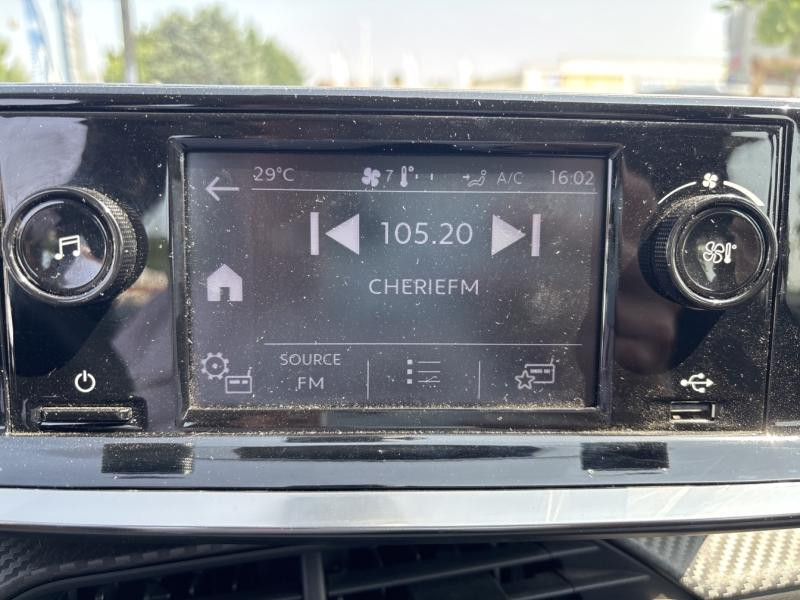 29°C 7 A/C 16:02
105.20
CHERIEFM
SOURCE
FM